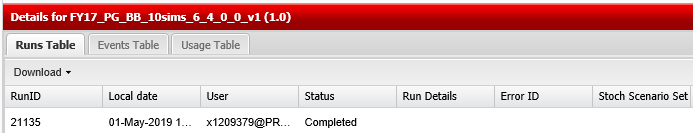 Details for FY17_PG_BB_10sims_6_4_0_0_v1 (1.0)
Runs Table Events Table Usage Table
Download
RunID Local date User Status Run Details Error ID Stoch Scenario Set
21135 01-May-2019 1... x1209379@PR... Completed